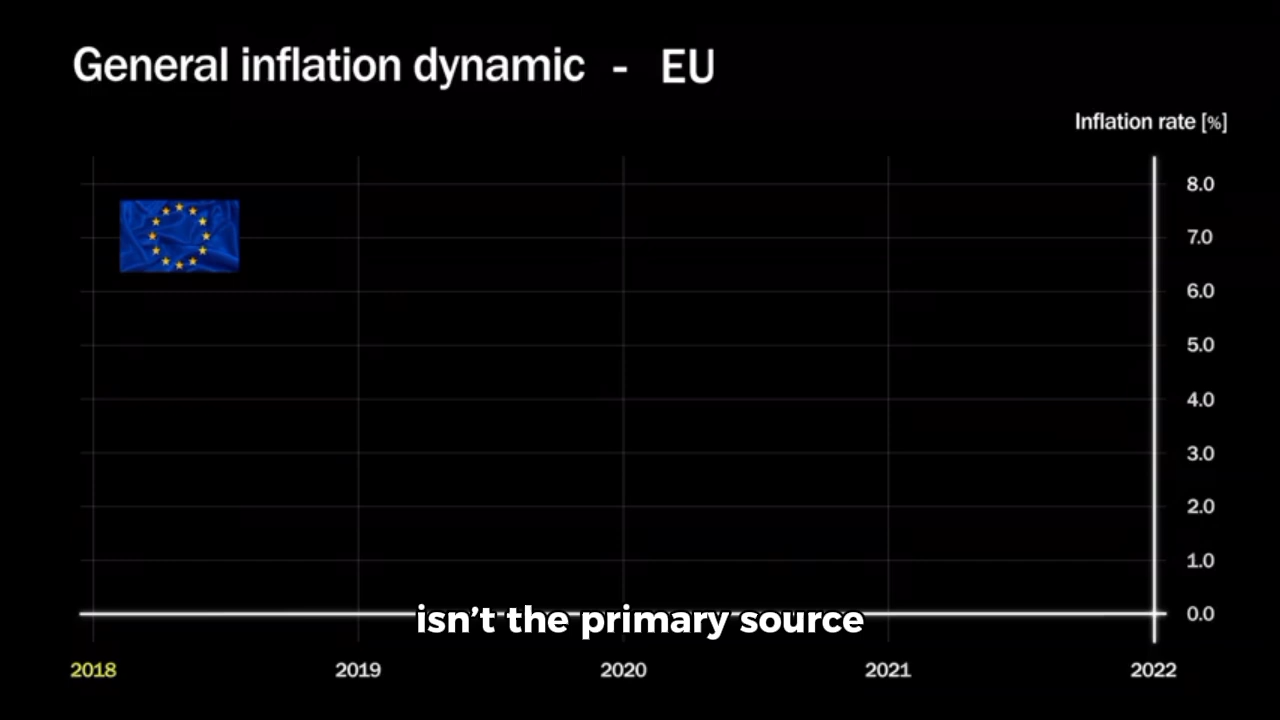 General inflation dynamic - EU
Inflation rate [%]
8.0
7.0
6.0
5.0
4.0
3.0
2.0
1.0
0.0
isn't the primary source
2018 2019 2020 2021 2022